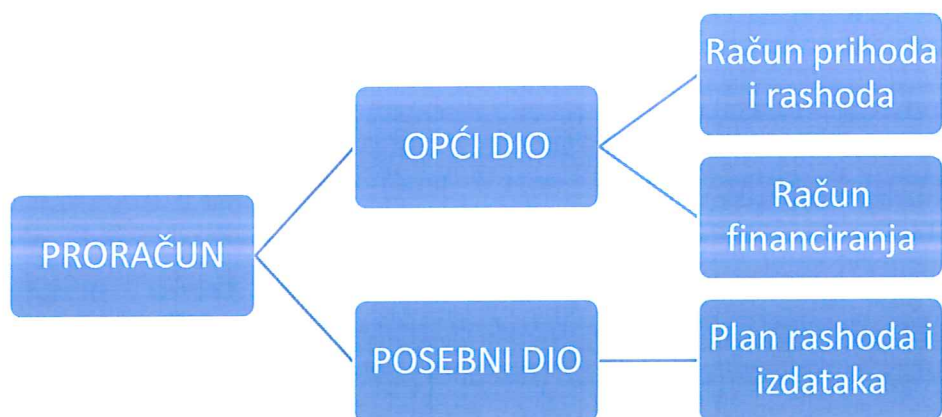 PRORAČUN
OPĆI DIO
Račun prihoda
i rashoda
Račun
financiranja
POSEBNI DIO
Plan rashoda i
izdataka